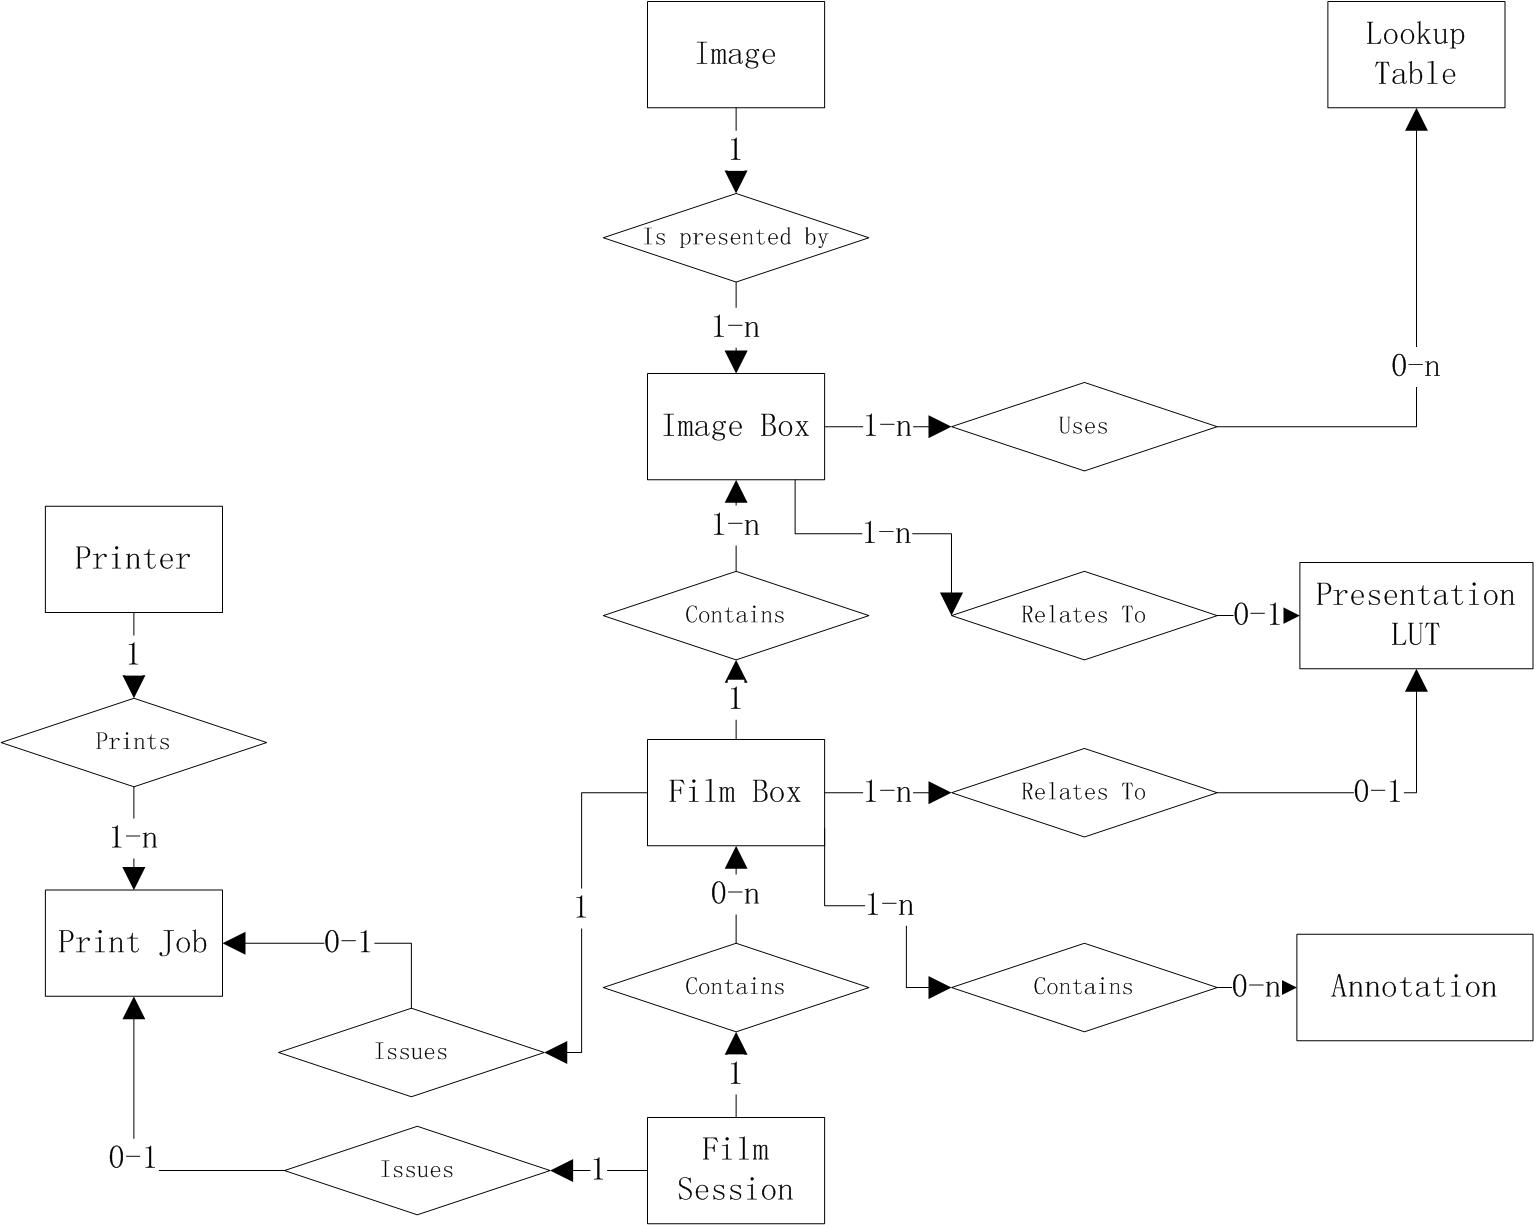 Image
Lookup
Table
1
Is presented by
1-n
0-n
Image Box
1-n
Uses
1-n
1-n
Printer
Presentation
LUT
Contains
Relates To
0-1
1
1
Prints
Film Box
1-n
Relates To
0-1
1-n
0-n
1
1-n
Print Job
0-1
Contains
Contains
0-n
Annotation
Issues
1
Film
Session
0-1
Issues
1